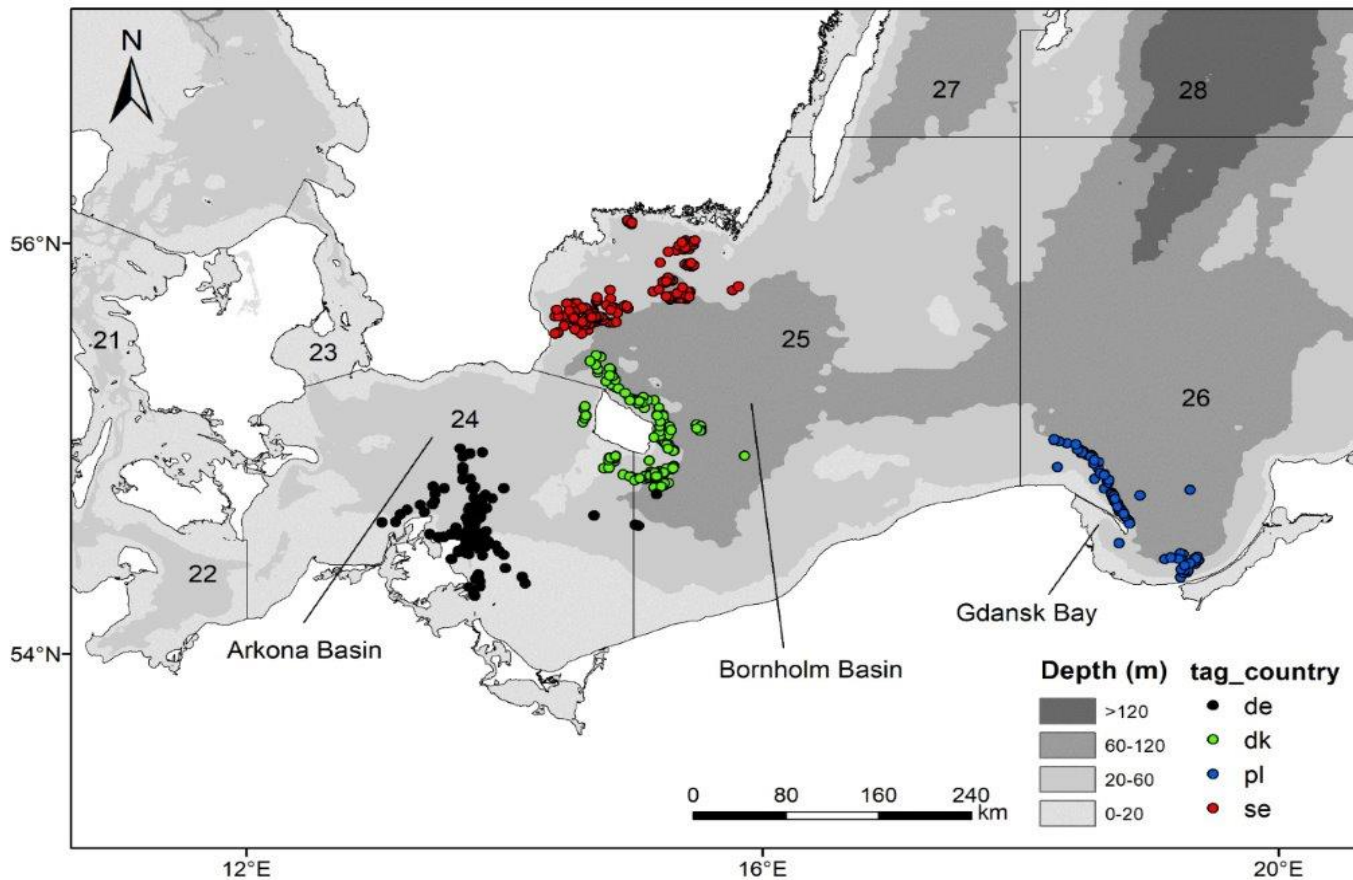 N
27
28
56°N
21
23
25
24
26
22
Gdansk Bay
Arkona Basin
54°N
Bornholm Basin
Depth (m)
>120
60-120
20-60
0-20
tag_country
de
dk
pl
se
0 80 160 240
km
12°E
16°E
20°E